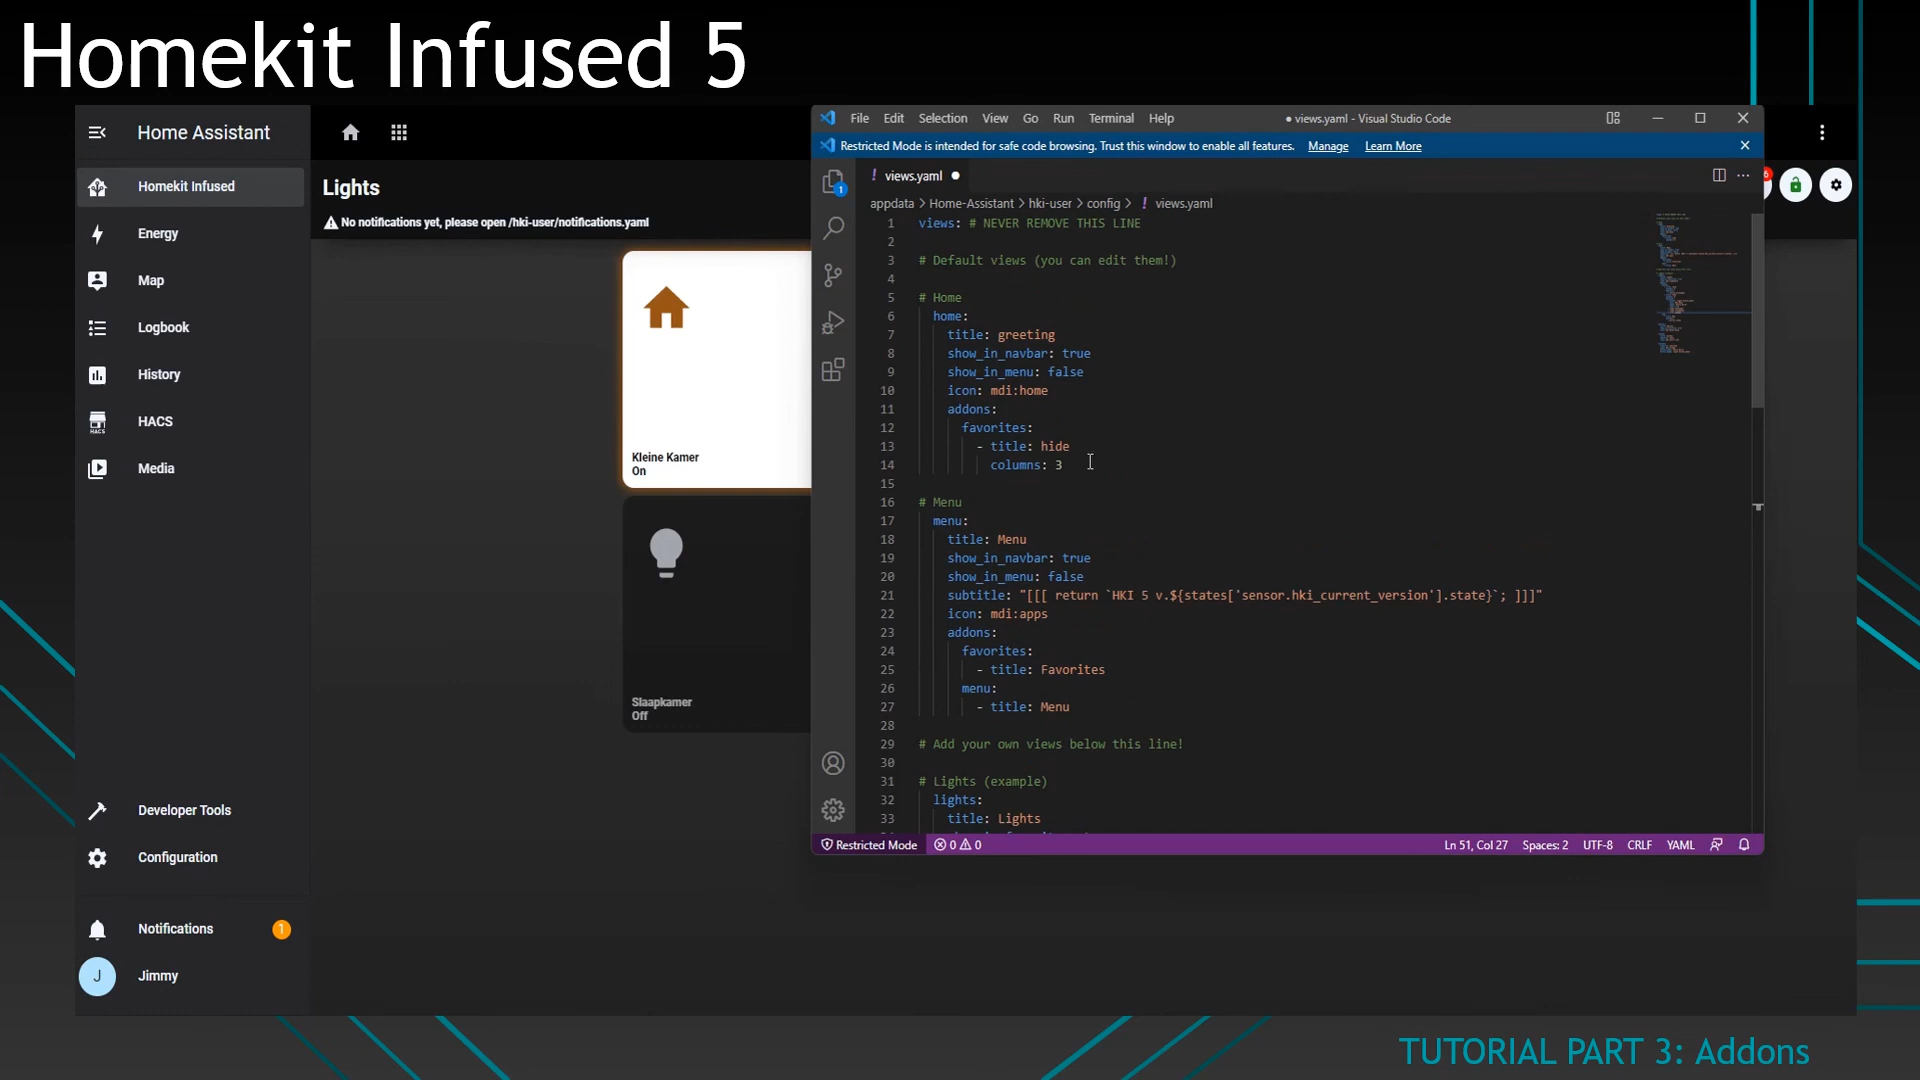 Homekit Infused 5
Home Assistant
Homekit Infused
Energy
Map
Logbook
History
HACS
HACS
Media
Developer Tools
Configuration
Notifications
1
J
Jimmy
Lights
No notifications yet, please open /hki-user/notifications.yaml
Kleine Kamer
On
Slaapkamer
Off
File Edit Selection View Go Run Terminal Help
● views.yaml - Visual Studio Code
Restricted Mode is intended for safe code browsing. Trust this window to enable all features. Manage Learn More
1
! views.yaml ●
appdata > Home-Assistant > hki-user > config > ! views.yaml
1 views: # NEVER REMOVE THIS LINE
2
3 # Default views (you can edit them!)
4
5 # Home
6 home:
7 title: greeting
8 show_in_navbar: true
9 show_in_menu: false
10 icon: mdi:home
11 addons:
12 favorites:
13 - title: hide
14 columns: 3
15
16 # Menu
17 menu:
18 title: Menu
19 show_in_navbar: true
20 show_in_menu: false
21 subtitle: "[[[ return `HKI 5 v.${states['sensor.hki_current_version'].state}`; ]]]"
22 icon: mdi:apps
23 addons:
24 favorites:
25 - title: Favorites
26 menu:
27 - title: Menu
28
29 # Add your own views below this line!
30
31 # Lights (example)
32 lights:
33 title: Lights
Restricted Mode 0 0
Ln 51, Col 27 Spaces: 2 UTF-8 CRLF YAML
TUTORIAL PART 3: Addons